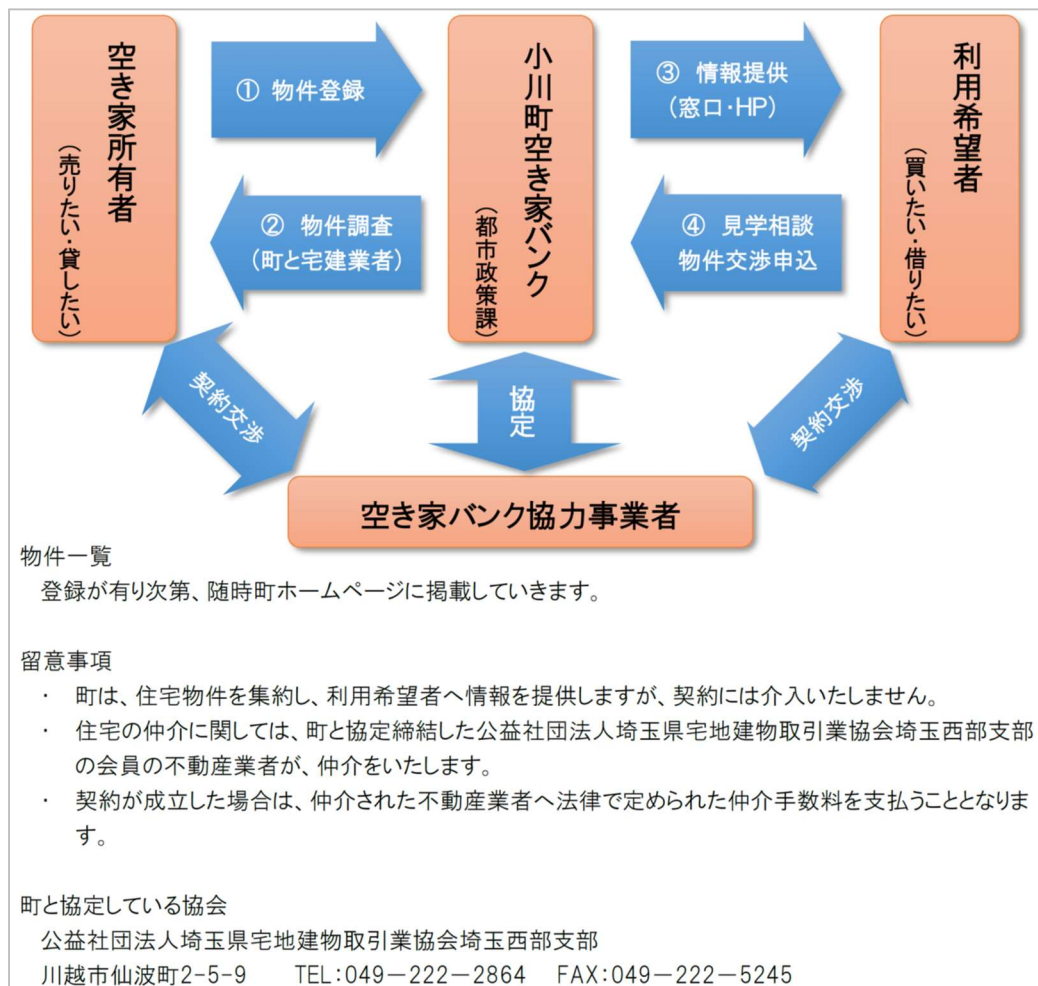 空き家所有者
(売りたい・貸したい)
① 物件登録
② 物件調査
(町と宅建業者)
小川町空き家バンク
(都市政策課)
③ 情報提供
(窓口・HP)
④ 見学相談
物件交渉申込
利用希望者
(買いたい・借りたい)
契約交渉
協定
契約交渉
空き家バンク協力事業者
物件一覧
登録が有り次第、随時町ホームページに掲載していきます。
留意事項
・ 町は、住宅物件を集約し、利用希望者へ情報を提供しますが、契約には介入いたしません。
・ 住宅の仲介に関しては、町と協定締結した公益社団法人埼玉県宅地建物取引業協会埼玉西部支部
の会員の不動産業者が、仲介をいたします。
・ 契約が成立した場合は、仲介された不動産業者へ法律で定められた仲介手数料を支払うこととなりま
す。
町と協定している協会
公益社団法人埼玉県宅地建物取引業協会埼玉西部支部
川越市仙波町2-5-9 TEL:049-222-2864 FAX:049-222-5245